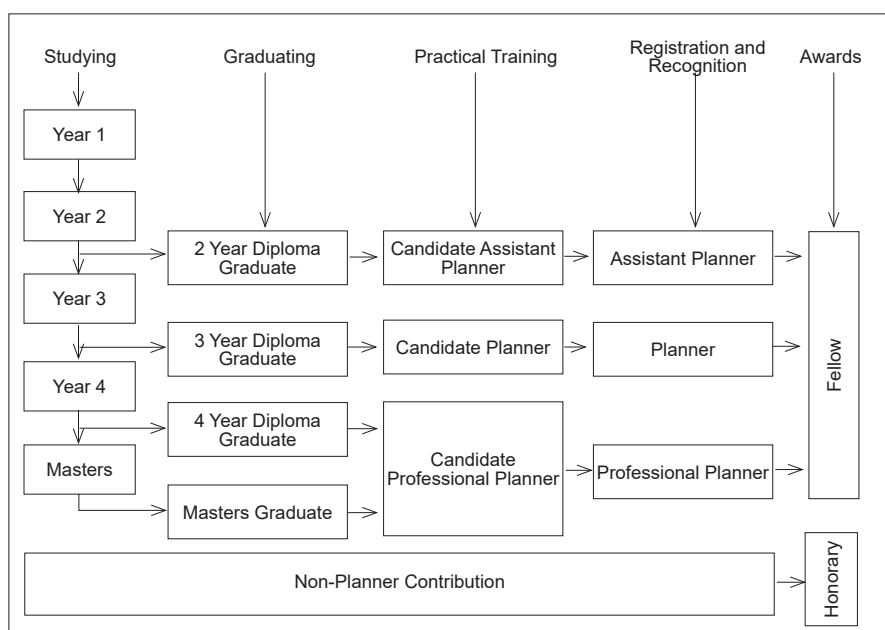 Studying
Graduating
Practical Training
Registration and
Recognition
Awards
Year 1
Year 2
2 Year Diploma
Graduate
Candidate Assistant
Planner
Assistant Planner
Year 3
3 Year Diploma
Graduate
Candidate Planner
Planner
Fellow
Year 4
4 Year Diploma
Graduate
Candidate
Professional Planner
Professional Planner
Masters
Masters Graduate
Non-Planner Contribution
Honorary